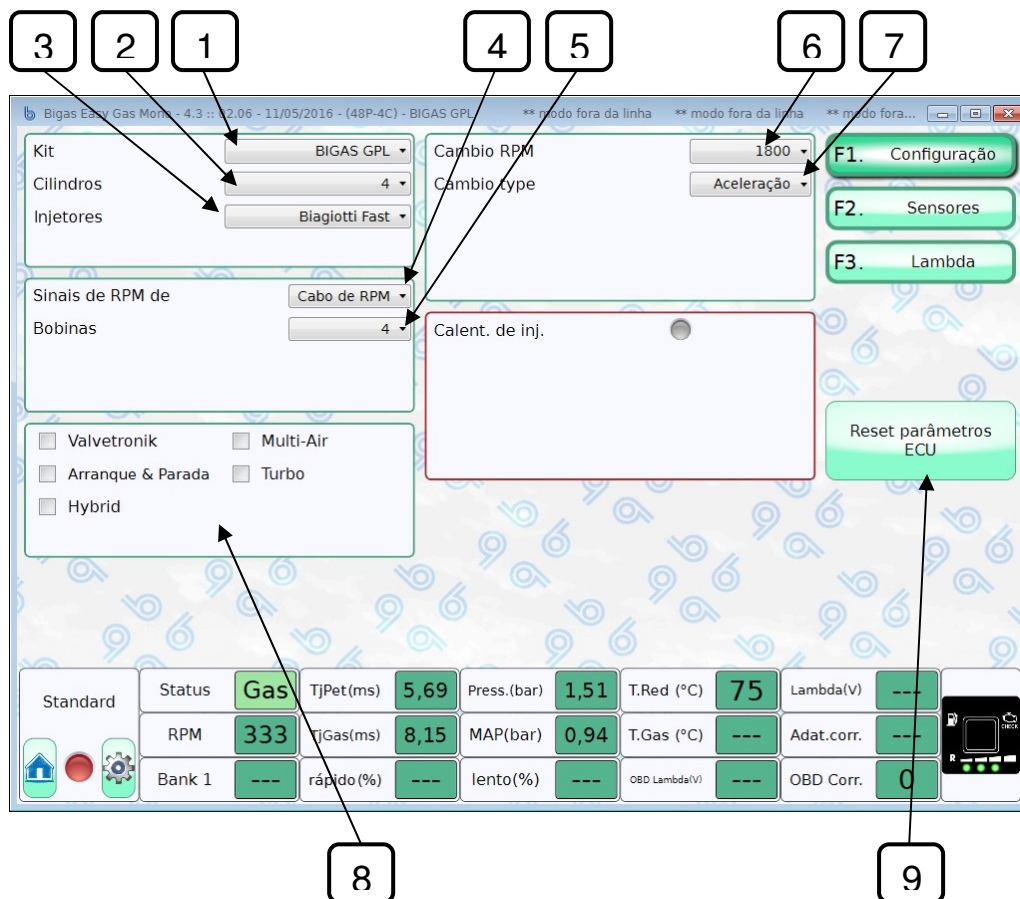 3 2 1 4 5 6 7
Bigas Easy Gas Mono - 4.3 :: 02.06 - 11/05/2016 - (48P-4C) - BIGAS GPL ** modo fora da linha ** modo fora da linha ** modo fora...
Kit BIGAS GPL
Cilindros 4
Injetores Biagiotti Fast
Cambio RPM 1800
Cambio type Aceleração
F1. Configuração
F2. Sensores
F3. Lambda
Sinais de RPM de Cabo de RPM
Bobinas 4
Calent. de inj.
Valvetronik Multi-Air
Arranque & Parada Turbo
Hybrid
Reset parâmetros
ECU
Standard
Status Gas TjPet(ms) 5,69 Press.(bar) 1,51 T.Red (°C) 75 Lambda(V) ---
RPM 333 TjGas(ms) 8,15 MAP(bar) 0,94 T.Gas (°C) --- Adat.corr. ---
Bank 1 --- rápido(%) --- lento(%) --- OBD Lambda(V) --- OBD Corr. 0
CHECK
R
8 9